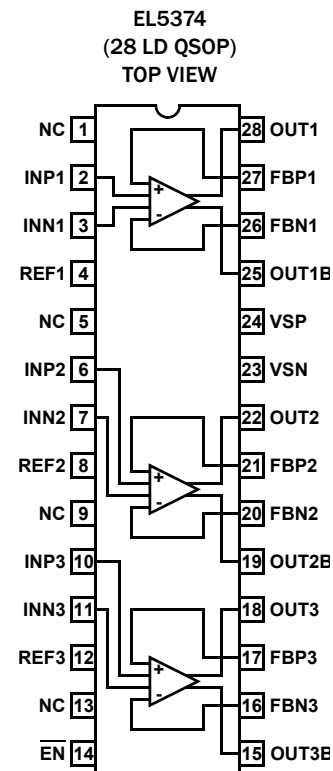 EL5374
(28 LD QSOP)
TOP VIEW
NC 1
28 OUT1
INP1 2
27 FBP1
+
-
INN1 3
26 FBN1
REF1 4
25 OUT1B
NC 5
24 VSP
INP2 6
23 VSN
INN2 7
22 OUT2
REF2 8
21 FBP2
+
-
NC 9
20 FBN2
INP3 10
19 OUT2B
INN3 11
18 OUT3
REF3 12
17 FBP3
+
-
NC 13
16 FBN3
EN 14
15 OUT3B